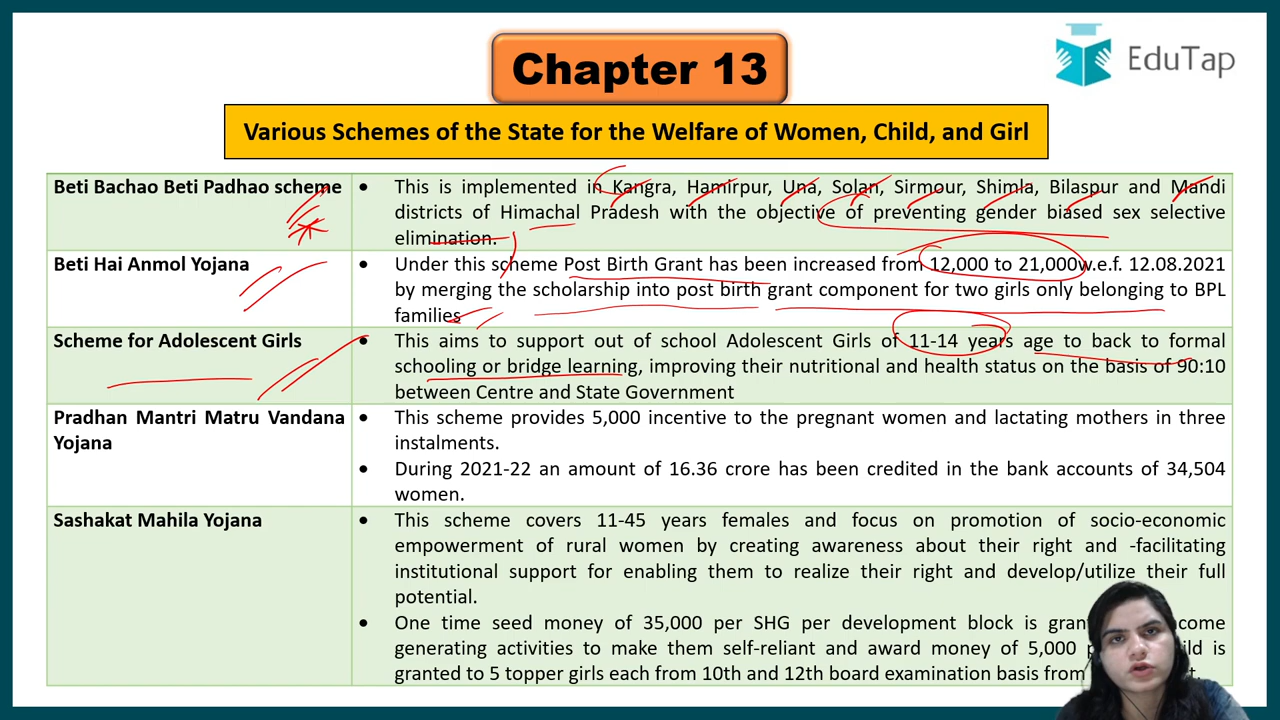 Chapter 13
EduTap
Various Schemes of the State for the Welfare of Women, Child, and Girl
Beti Bachao Beti Padhao scheme
• This is implemented in Kangra, Hamirpur, Una, Solan, Sirmour, Shimla, Bilaspur and Mandi
districts of Himachal Pradesh with the objective of preventing gender biased sex selective
elimination.
Beti Hai Anmol Yojana
• Under this scheme Post Birth Grant has been increased from 12,000 to 21,000w.e.f. 12.08.2021
by merging the scholarship into post birth grant component for two girls only belonging to BPL
families
Scheme for Adolescent Girls
• This aims to support out of school Adolescent Girls of 11-14 years age to back to formal
schooling or bridge learning, improving their nutritional and health status on the basis of 90:10
between Centre and State Government
Pradhan Mantri Matru Vandana
Yojana
• This scheme provides 5,000 incentive to the pregnant women and lactating mothers in three
instalments.
• During 2021-22 an amount of 16.36 crore has been credited in the bank accounts of 34,504
women.
Sashakat Mahila Yojana
• This scheme covers 11-45 years females and focus on promotion of socio-economic
empowerment of rural women by creating awareness about their right and -facilitating
institutional support for enabling them to realize their right and develop/utilize their full
potential.
• One time seed money of 35,000 per SHG per development block is
generating activities to make them self-reliant and award money of 5,000 is
granted to 5 topper girls each from 10th and 12th board examination basis from